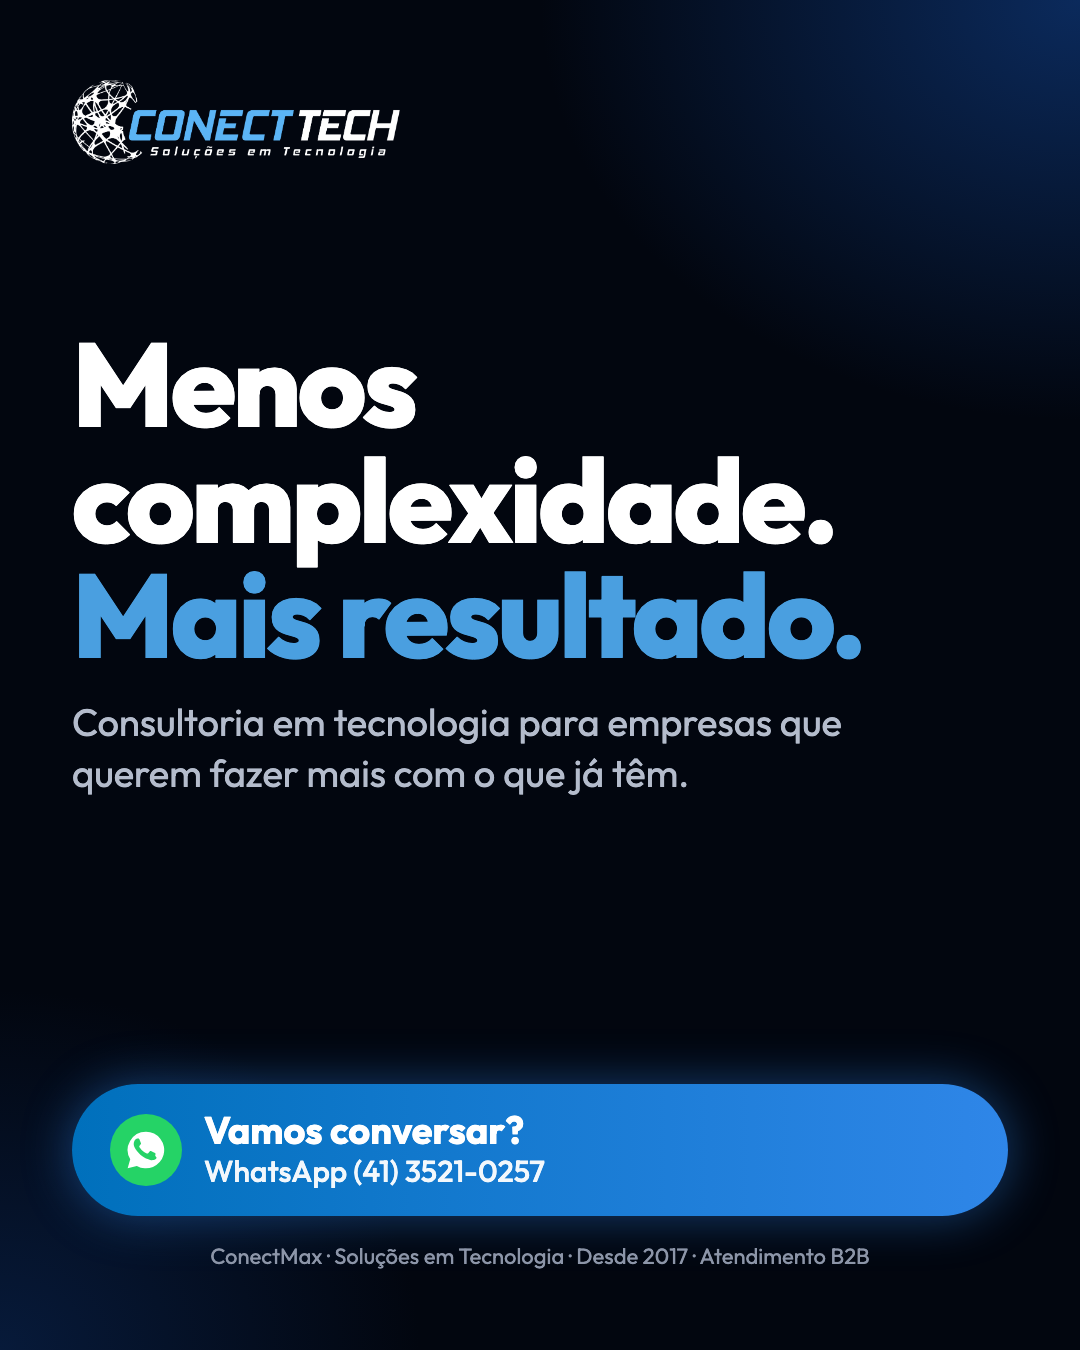 CONECTTECH
Soluções em Tecnologia
Menos
complexidade.
Mais resultado.
Consultoria em tecnologia para empresas que
querem fazer mais com o que já têm.
Vamos conversar?
WhatsApp (41) 3521-0257
ConectMax · Soluções em Tecnologia · Desde 2017 · Atendimento B2B